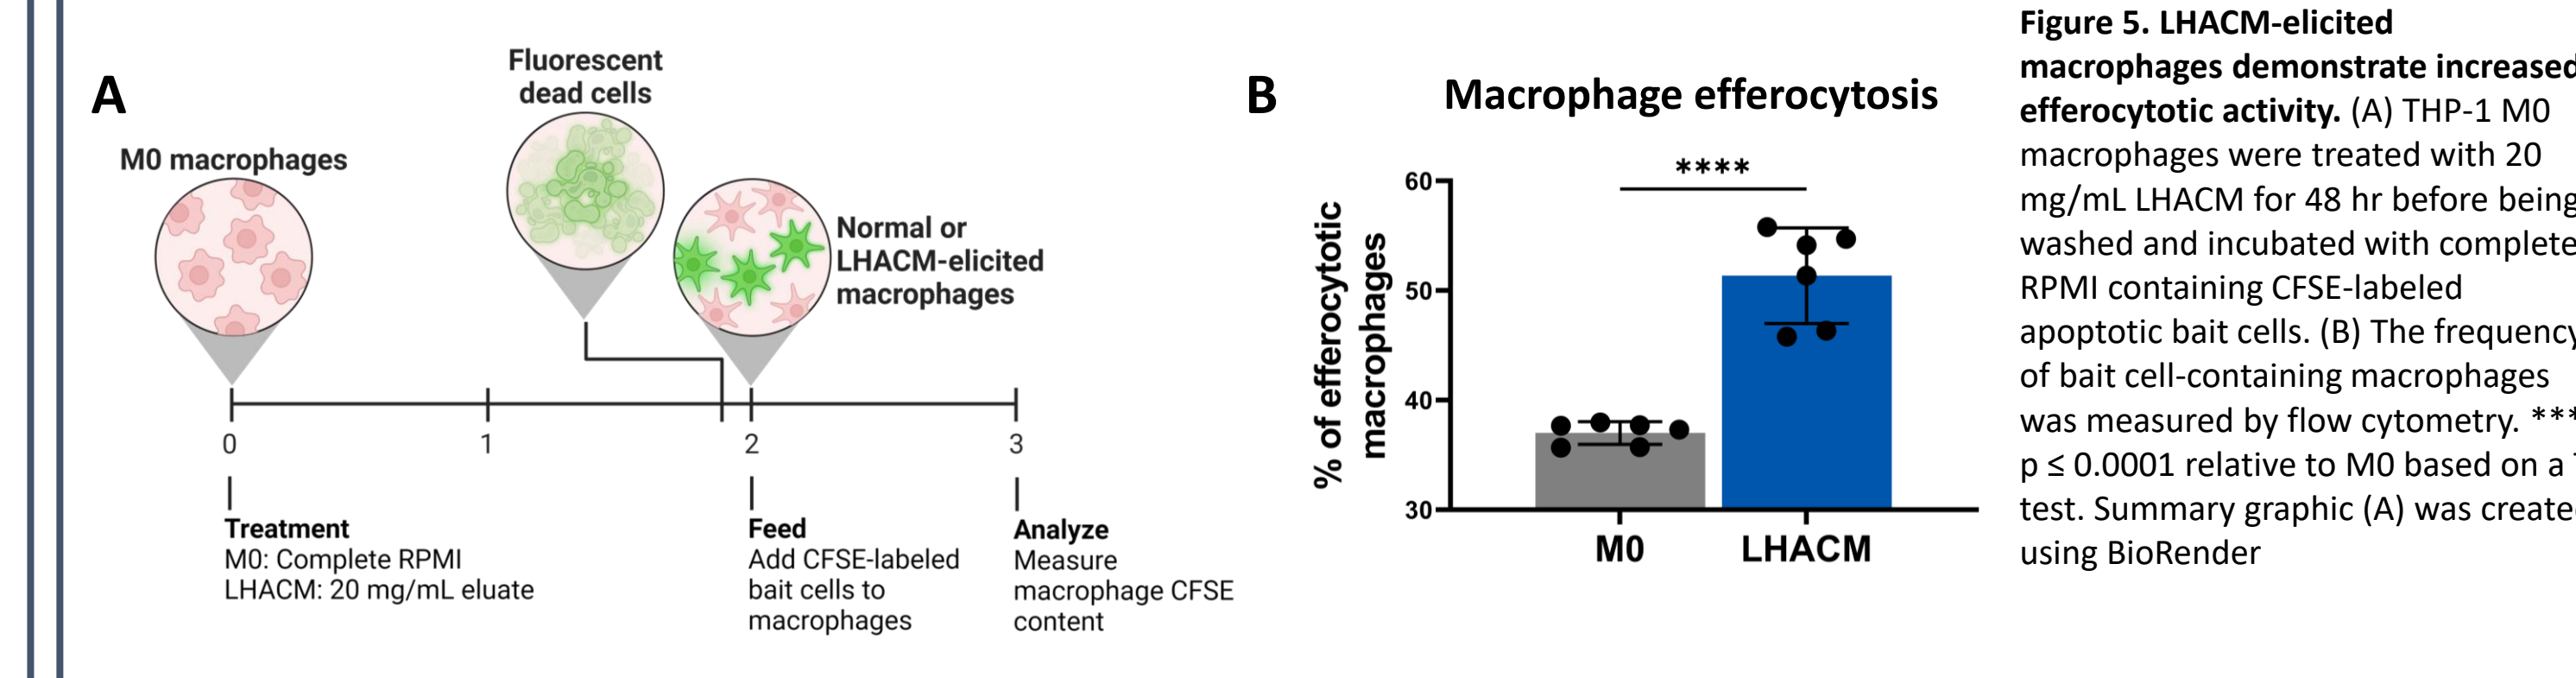 A
M0 macrophages
Fluorescent
dead cells
Normal or
LHACM-elicited
macrophages
0
1
2
3
Treatment
M0: Complete RPMI
LHACM: 20 mg/mL eluate
Feed
Add CFSE-labeled
bait cells to
macrophages
Analyze
Measure
macrophage CFSE
content
B
Macrophage efferocytosis
****
% of efferocytotic
macrophages
60
50
40
30
M0
LHACM
Figure 5. LHACM-elicited
macrophages demonstrate increased
efferocytotic activity. (A) THP-1 M0
macrophages were treated with 20
mg/mL LHACM for 48 hr before being
washed and incubated with complete
RPMI containing CFSE-labeled
apoptotic bait cells. (B) The frequency
of bait cell-containing macrophages
was measured by flow cytometry. ***
p ≤ 0.0001 relative to M0 based on a
test. Summary graphic (A) was create
using BioRender